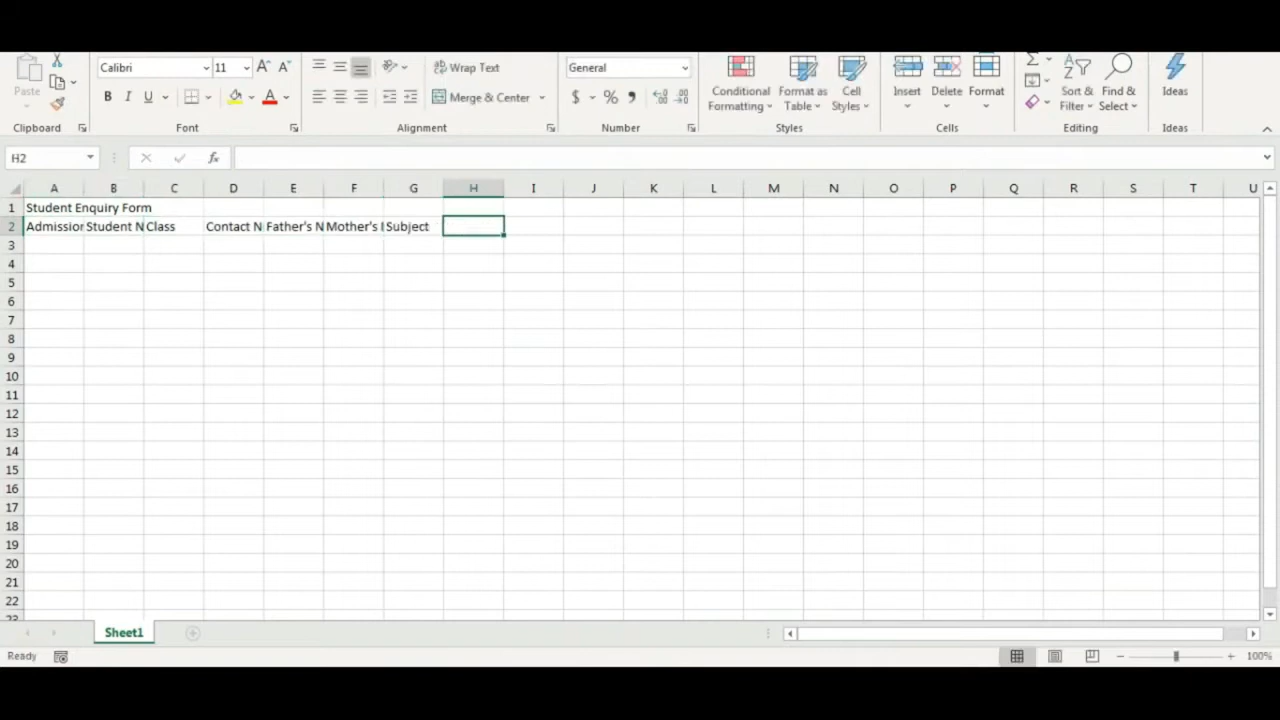 Calibri 11 Wrap Text General Conditional Format as Cell Insert Delete Format Sort & Find & Ideas
Paste B I U Merge & Center $ % Formatting Table Styles Filter Select
Clipboard Font Alignment Number Styles Cells Editing Ideas
H2 fx
A B C D E F G H I J K L M N O P Q R S T U
1 Student Enquiry Form
2 Admission Student N Class Contact N Father's N Mother's I Subject
3
4
5
6
7
8
9
10
11
12
13
14
15
16
17
18
19
20
21
22
23
Sheet1
Ready 100%